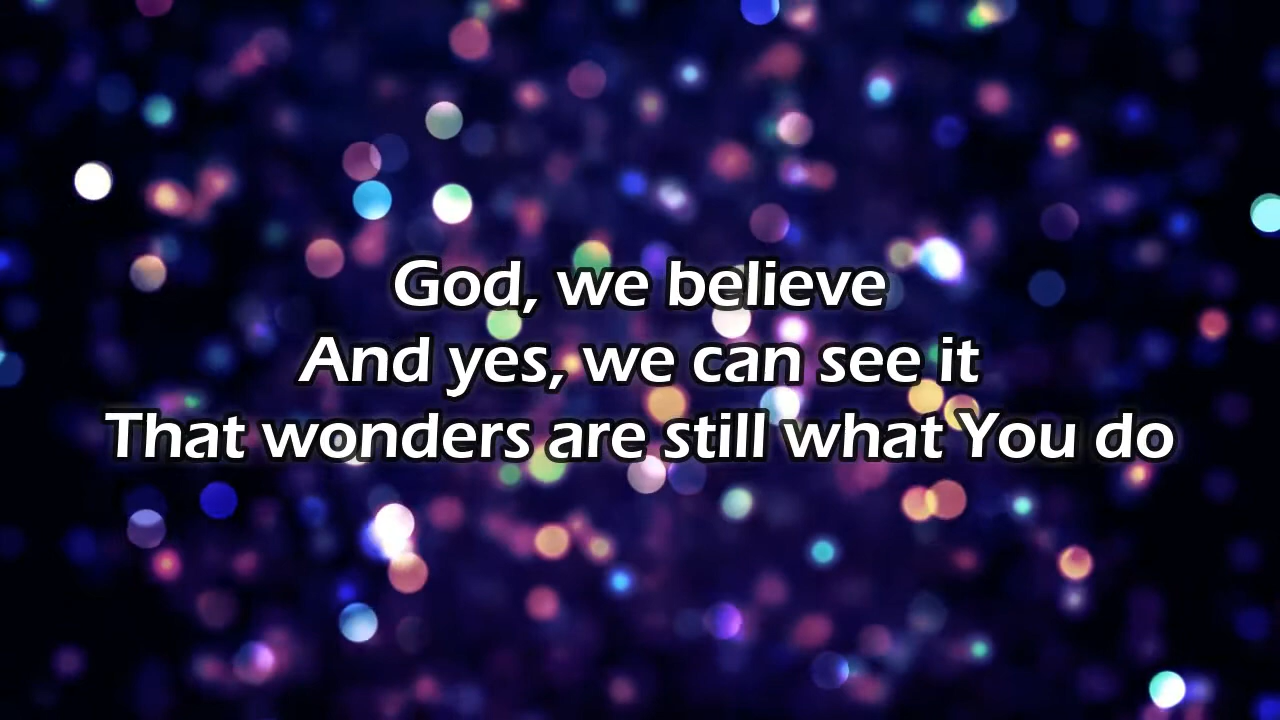 God, we believe
And yes, we can see it
That wonders are still what You do